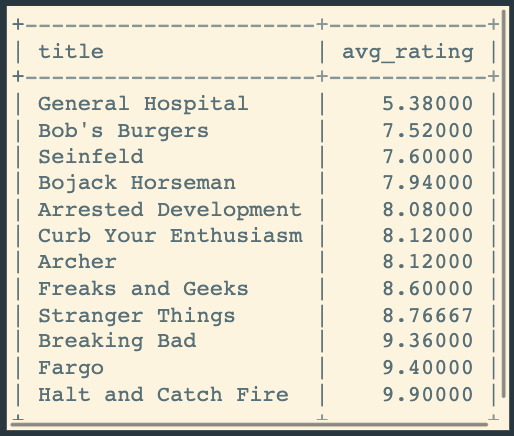 +----------------------+------------+
| title                | avg_rating |
+----------------------+------------+
| General Hospital     |    5.38000 |
| Bob's Burgers        |    7.52000 |
| Seinfeld             |    7.60000 |
| Bojack Horseman      |    7.94000 |
| Arrested Development |    8.08000 |
| Curb Your Enthusiasm |    8.12000 |
| Archer               |    8.12000 |
| Freaks and Geeks     |    8.60000 |
| Stranger Things      |    8.76667 |
| Breaking Bad         |    9.36000 |
| Fargo                |    9.40000 |
| Halt and Catch Fire  |    9.90000 |